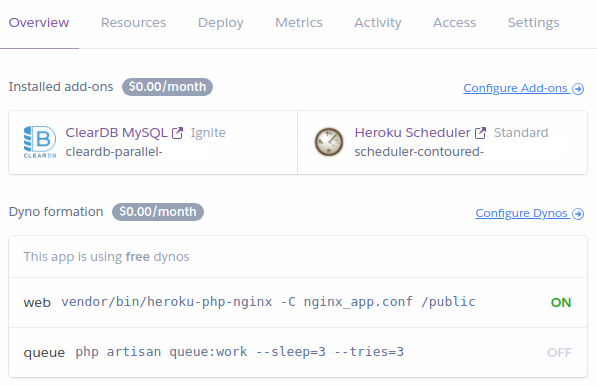 Overview Resources Deploy Metrics Activity Access Settings
Installed add-ons $0.00/month Configure Add-ons
B CLEARDB ClearDB MySQL Ignite Heroku Scheduler Standard
cleardb-parallel- scheduler-contoured-
Dyno formation $0.00/month Configure Dynos
This app is using free dynos
web vendor/bin/heroku-php-nginx -C nginx_app.conf /public ON
queue php artisan queue:work --sleep=3 --tries=3 OFF